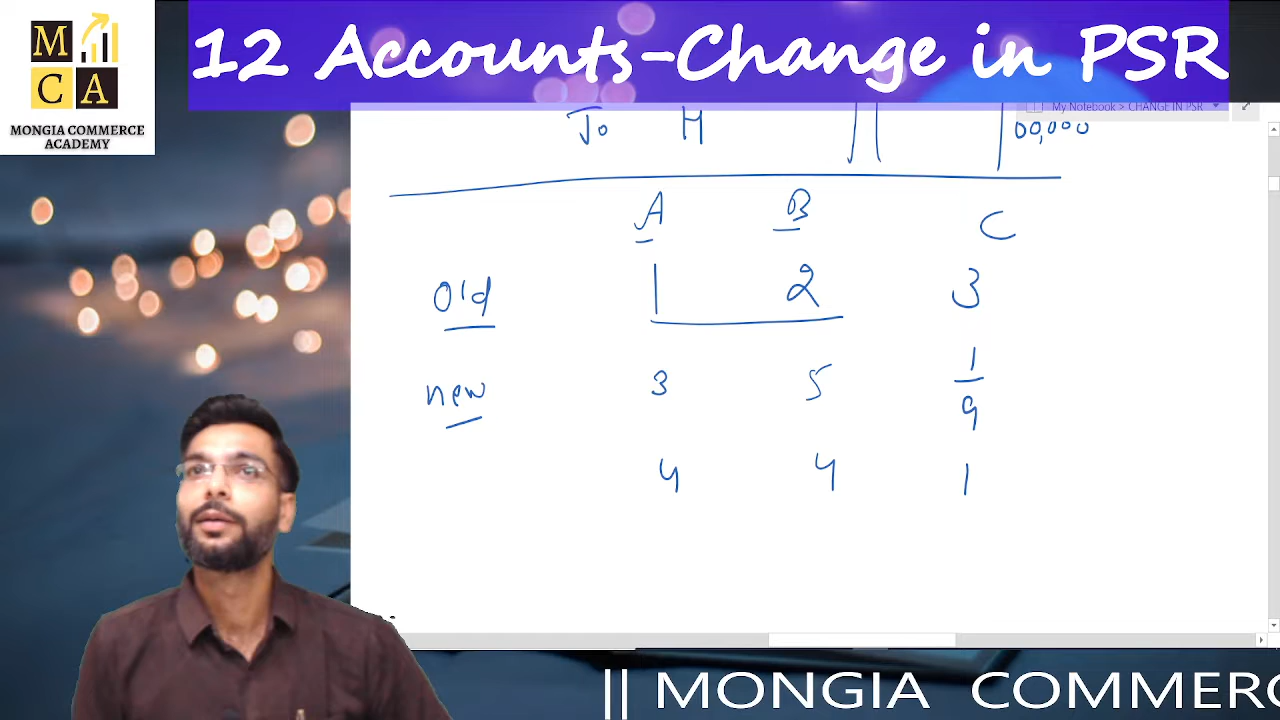 M
C A
MONGIA COMMERCE
ACADEMY
12 Accounts-Change in PSR
My Notebook > CHANGE IN PSR
To H 00,000
A B C
Old 1 2 3
new 3 5 1/9
4 4 1
|| MONGIA COMMERC